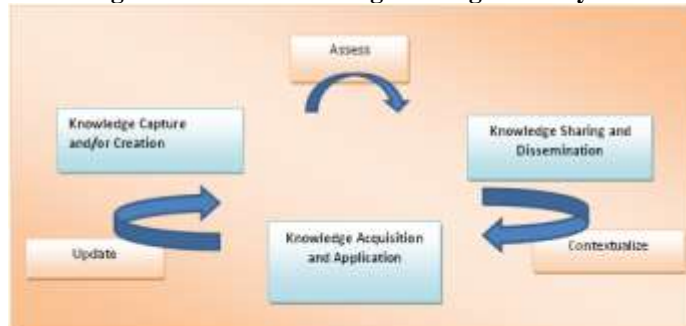 Assess
Knowledge Capture
and/or Creation
Knowledge Sharing and
Dissemination
Update
Knowledge Acquisition
and Application
Contextualize